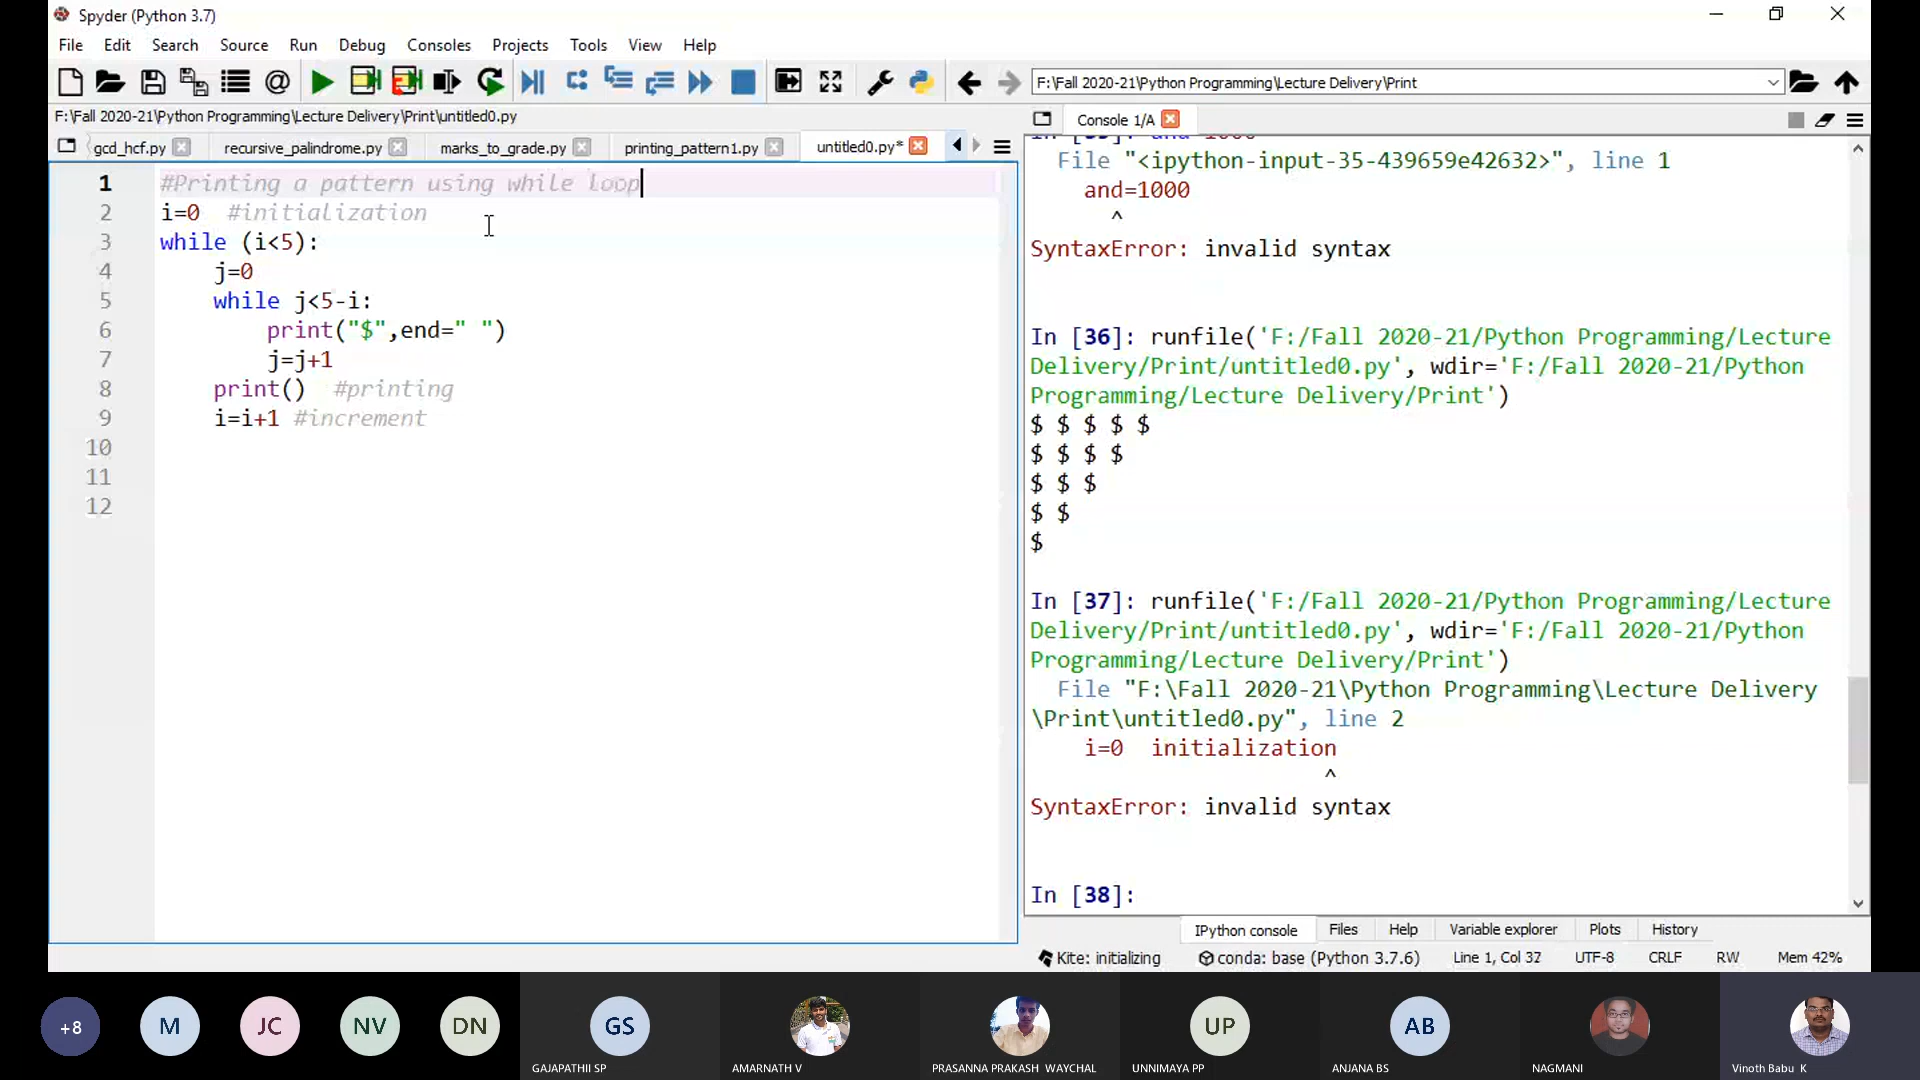 Spyder (Python 3.7)
File Edit Search Source Run Debug Consoles Projects Tools View Help
F:\Fall 2020-21\Python Programming\Lecture Delivery\Print
F:\Fall 2020-21\Python Programming\Lecture Delivery\Print\untitled0.py
gcd_hcf.py recursive_palindrome.py marks_to_grade.py printing_pattern1.py untitled0.py*
1 #Printing a pattern using while loop
2 i=0 #initialization
3 while (i<5):
4 j=0
5 while j<5-i:
6 print("$",end=" ")
7 j=j+1
8 print() #printing
9 i=i+1 #increment
10
11
12
Console 1/A
In [35]: and=1000
File "<ipython-input-35-439659e42632>", line 1
and=1000
^
SyntaxError: invalid syntax
In [36]: runfile('F:/Fall 2020-21/Python Programming/Lecture
Delivery/Print/untitled0.py', wdir='F:/Fall 2020-21/Python
Programming/Lecture Delivery/Print')
$ $ $ $ $
$ $ $ $
$ $ $
$ $
$
In [37]: runfile('F:/Fall 2020-21/Python Programming/Lecture
Delivery/Print/untitled0.py', wdir='F:/Fall 2020-21/Python
Programming/Lecture Delivery/Print')
File "F:\Fall 2020-21\Python Programming\Lecture Delivery
\Print\untitled0.py", line 2
i=0 initialization
^
SyntaxError: invalid syntax
In [38]:
IPython console Files Help Variable explorer Plots History
Kite: initializing conda: base (Python 3.7.6) Line 1, Col 37 UTF-8 CRLF RW Mem 42%
+8 M JC NV DN GS UP AB
GAJAPATHII SP AMARNATH V PRASANNA PRAKASH WAYCHAL UNNIMAYA PP ANJANA BS NAGMANI Vinoth Babu K